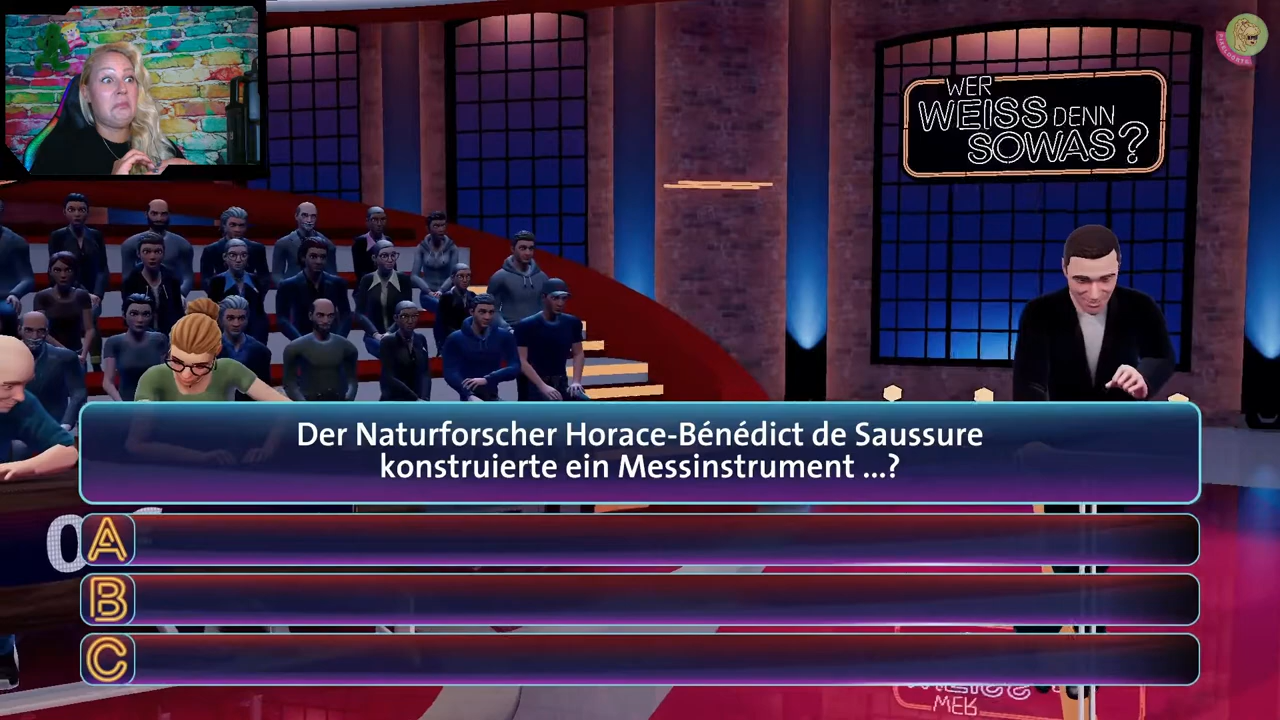 WER
WEISS DENN
SOWAS?
Der Naturforscher Horace-Bénédict de Saussure
konstruierte ein Messinstrument ...?
A
B
C